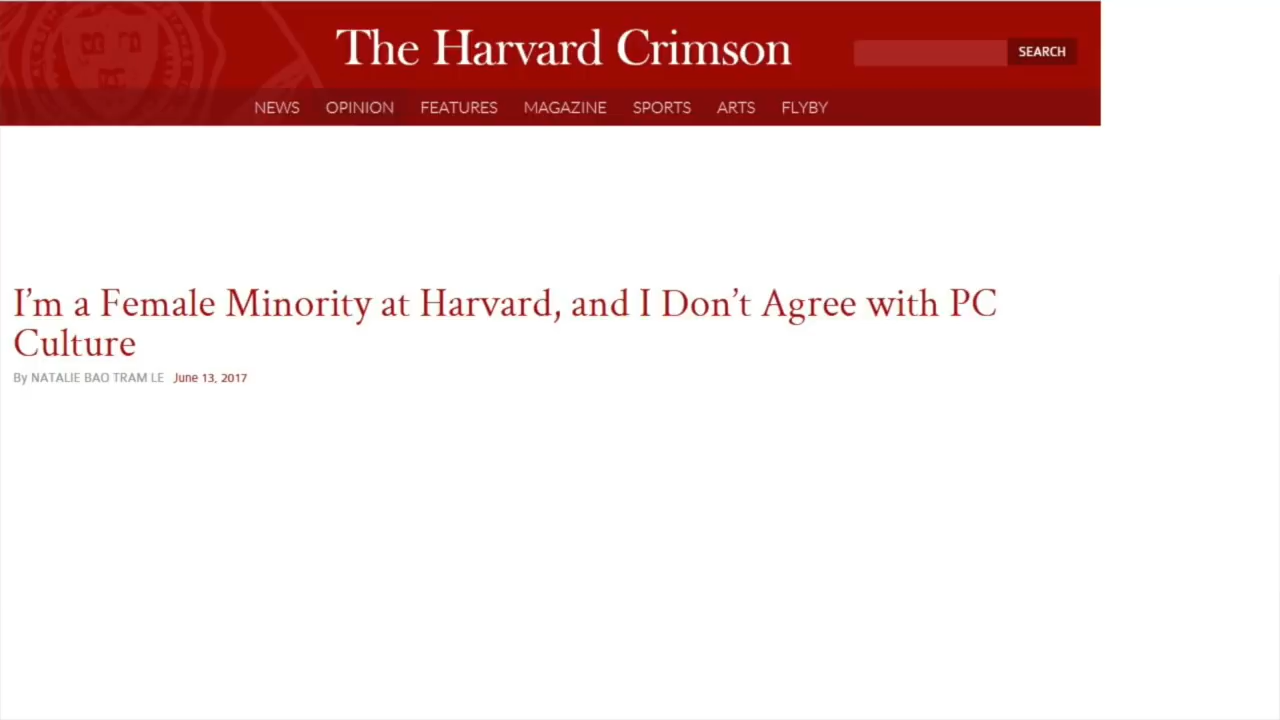 The Harvard Crimson
SEARCH
NEWS OPINION FEATURES MAGAZINE SPORTS ARTS FLYBY
I'm a Female Minority at Harvard, and I Don't Agree with PC
Culture
By NATALIE BAO TRAM LE June 13, 2017